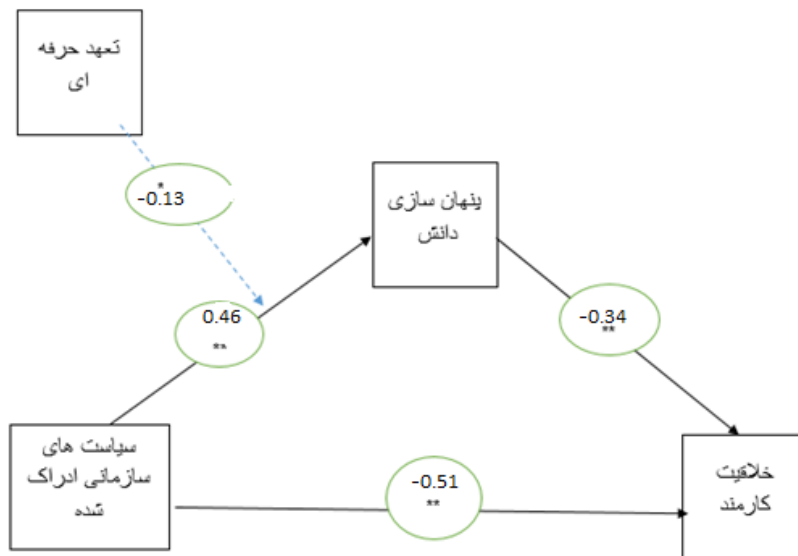 تعهد حرفه
ای
*
-0.13
پنهان سازی
دانش
0.46
**
-0.34
**
سیاست های
سازمانی ادراک
شده
-0.51
**
خلاقیت
کارمند